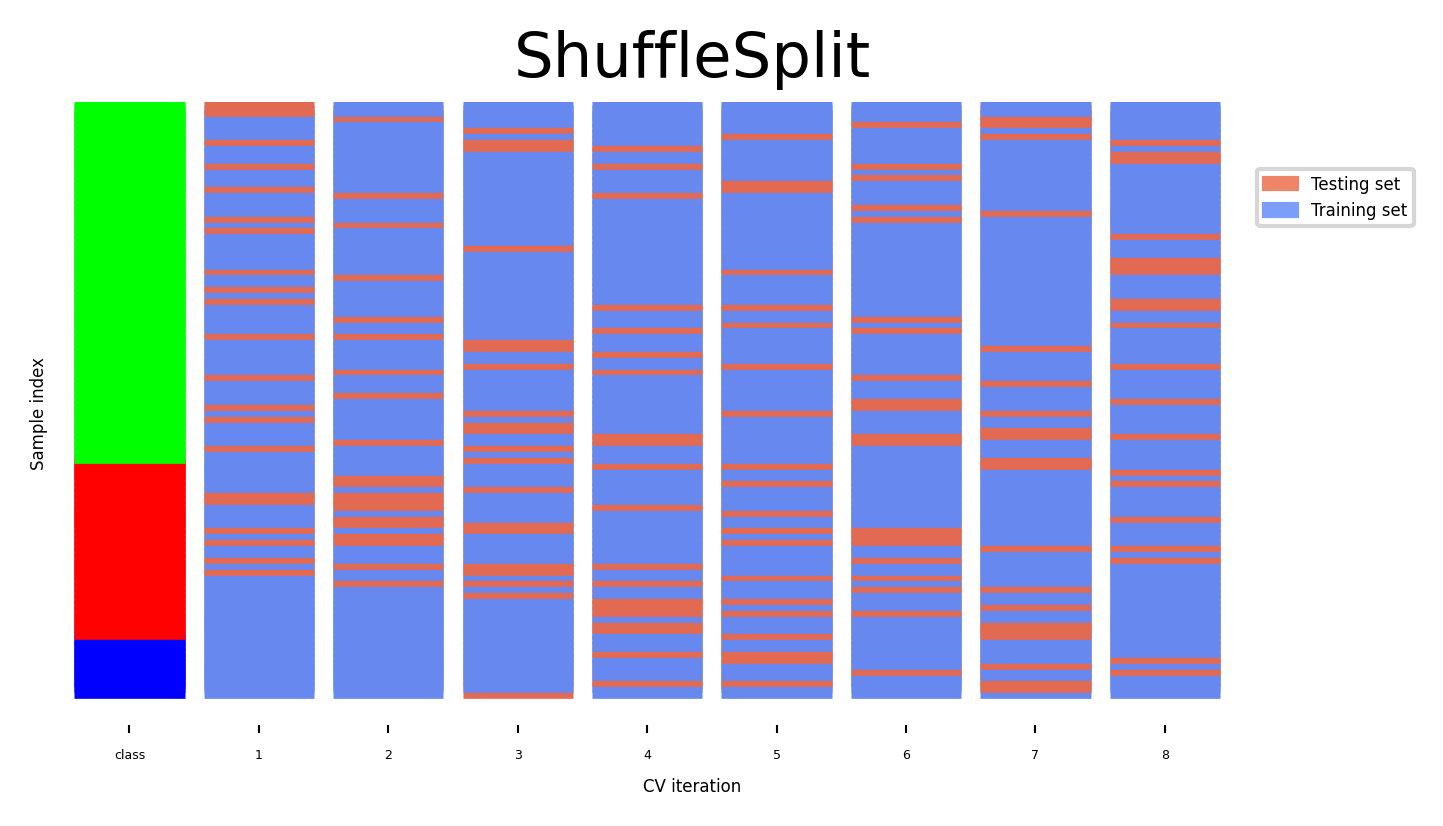 ShuffleSplit
Testing set
Training set
Sample index
class 1 2 3 4 5 6 7 8
CV iteration